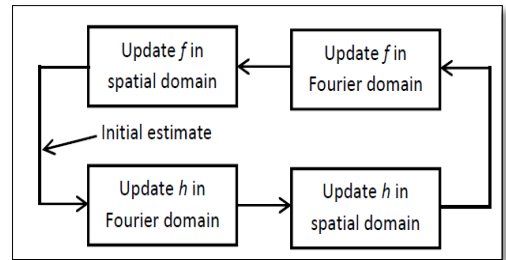 Update f in
spatial domain
Update f in
Fourier domain
Initial estimate
Update h in
Fourier domain
Update h in
spatial domain